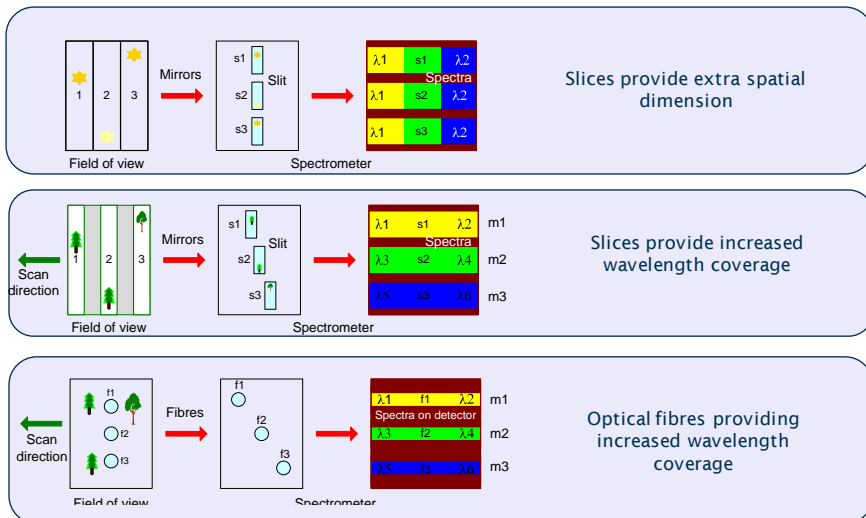 Mirrors
s1
Slit
s2
s3
1
2
3
Field of view
Spectrometer
λ1 s1 λ2
Spectra
λ1 s2 λ2
λ1 s3 λ2
Slices provide extra spatial
dimension
Scan
direction
1
2
3
Field of view
Mirrors
s1
Slit
s2
s3
Spectrometer
λ1 s1 λ2 m1
Spectra
λ3 s2 λ4 m2
λ5 s3 λ6 m3
Slices provide increased
wavelength coverage
Scan
direction
f1
f2
f3
Field of view
Fibres
f1
f2
f3
Spectrometer
λ1 f1 λ2 m1
Spectra on detector
λ3 f2 λ4 m2
λ5 f3 λ6 m3
Optical fibres providing
increased wavelength
coverage